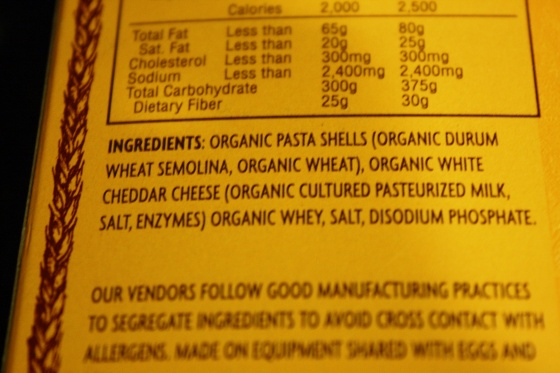 Calories 2,000 2,500
Total Fat Less than 65g 80g
Sat. Fat Less than 20g 25g
Cholesterol Less than 300mg 300mg
Sodium Less than 2,400mg 2,400mg
Total Carbohydrate 300g 375g
Dietary Fiber 25g 30g
INGREDIENTS: ORGANIC PASTA SHELLS (ORGANIC DURUM
WHEAT SEMOLINA, ORGANIC WHEAT), ORGANIC WHITE
CHEDDAR CHEESE (ORGANIC CULTURED PASTEURIZED MILK,
SALT, ENZYMES) ORGANIC WHEY, SALT, DISODIUM PHOSPHATE.
OUR VENDORS FOLLOW GOOD MANUFACTURING PRACTICES
TO SEGREGATE INGREDIENTS TO AVOID CROSS CONTACT WITH
ALLERGENS. MADE ON EQUIPMENT SHARED WITH EGGS AND